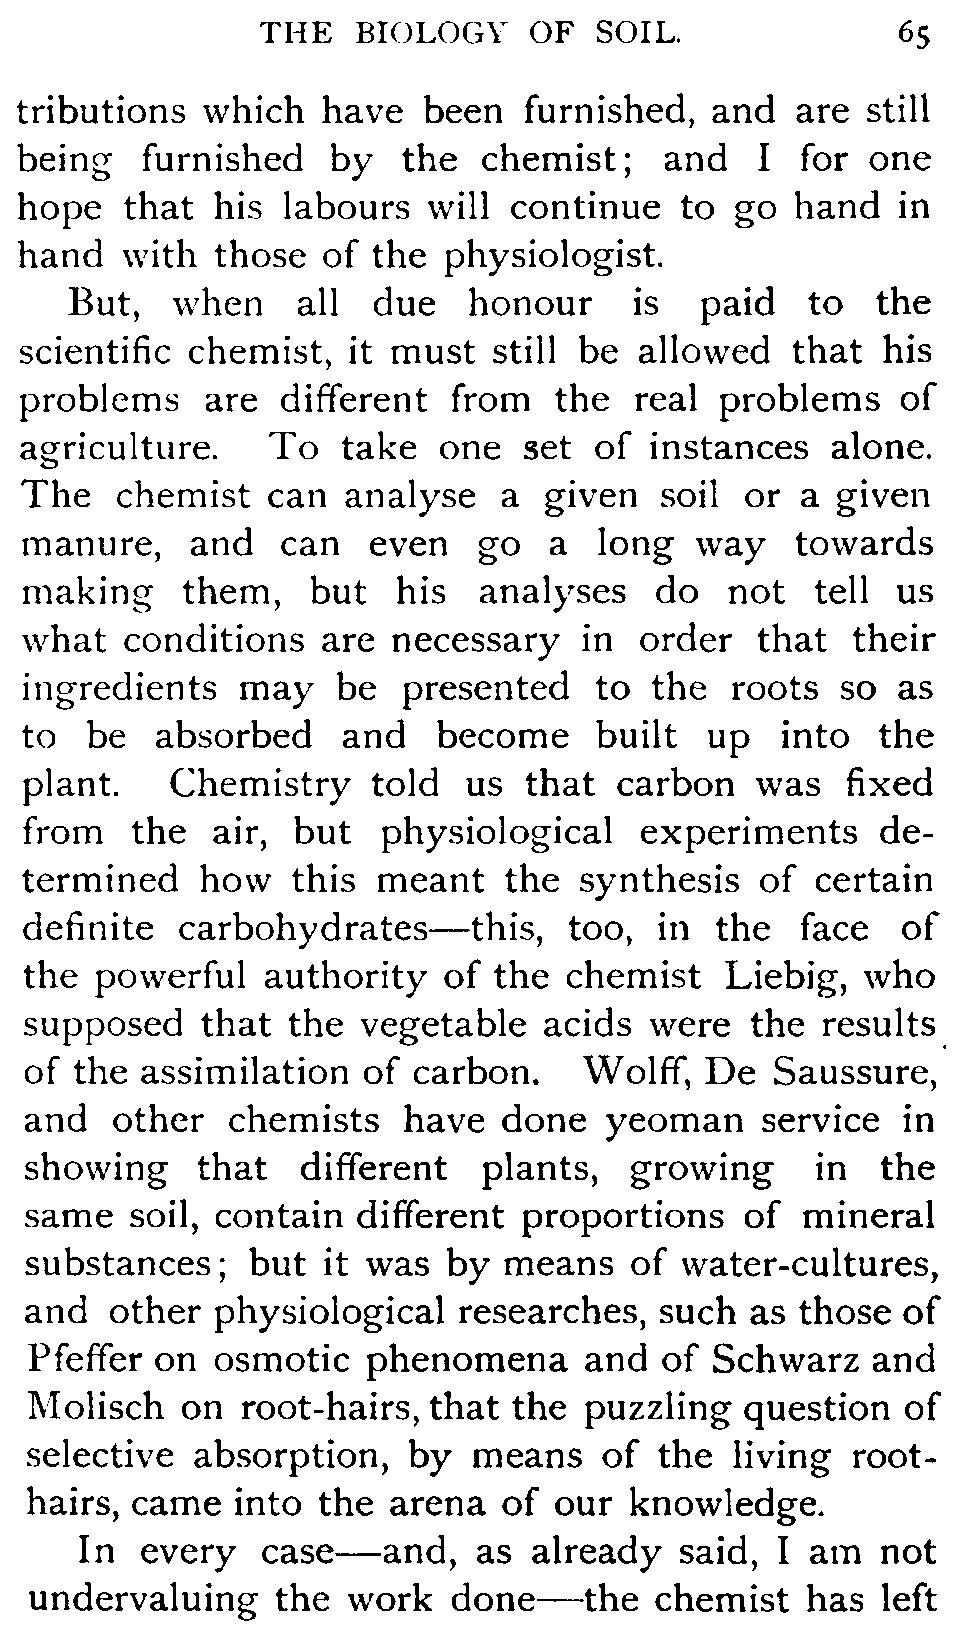 THE BIOLOGY OF SOIL. 65
tributions which have been furnished, and are still
being furnished by the chemist; and I for one
hope that his labours will continue to go hand in
hand with those of the physiologist.
But, when all due honour is paid to the
scientific chemist, it must still be allowed that his
problems are different from the real problems of
agriculture. To take one set of instances alone.
The chemist can analyse a given soil or a given
manure, and can even go a long way towards
making them, but his analyses do not tell us
what conditions are necessary in order that their
ingredients may be presented to the roots so as
to be absorbed and become built up into the
plant. Chemistry told us that carbon was fixed
from the air, but physiological experiments de-
termined how this meant the synthesis of certain
definite carbohydrates—this, too, in the face of
the powerful authority of the chemist Liebig, who
supposed that the vegetable acids were the results
of the assimilation of carbon. Wolff, De Saussure,
and other chemists have done yeoman service in
showing that different plants, growing in the
same soil, contain different proportions of mineral
substances; but it was by means of water-cultures,
and other physiological researches, such as those of
Pfeffer on osmotic phenomena and of Schwarz and
Molisch on root-hairs, that the puzzling question of
selective absorption, by means of the living root-
hairs, came into the arena of our knowledge.
In every case—and, as already said, I am not
undervaluing the work done—the chemist has left